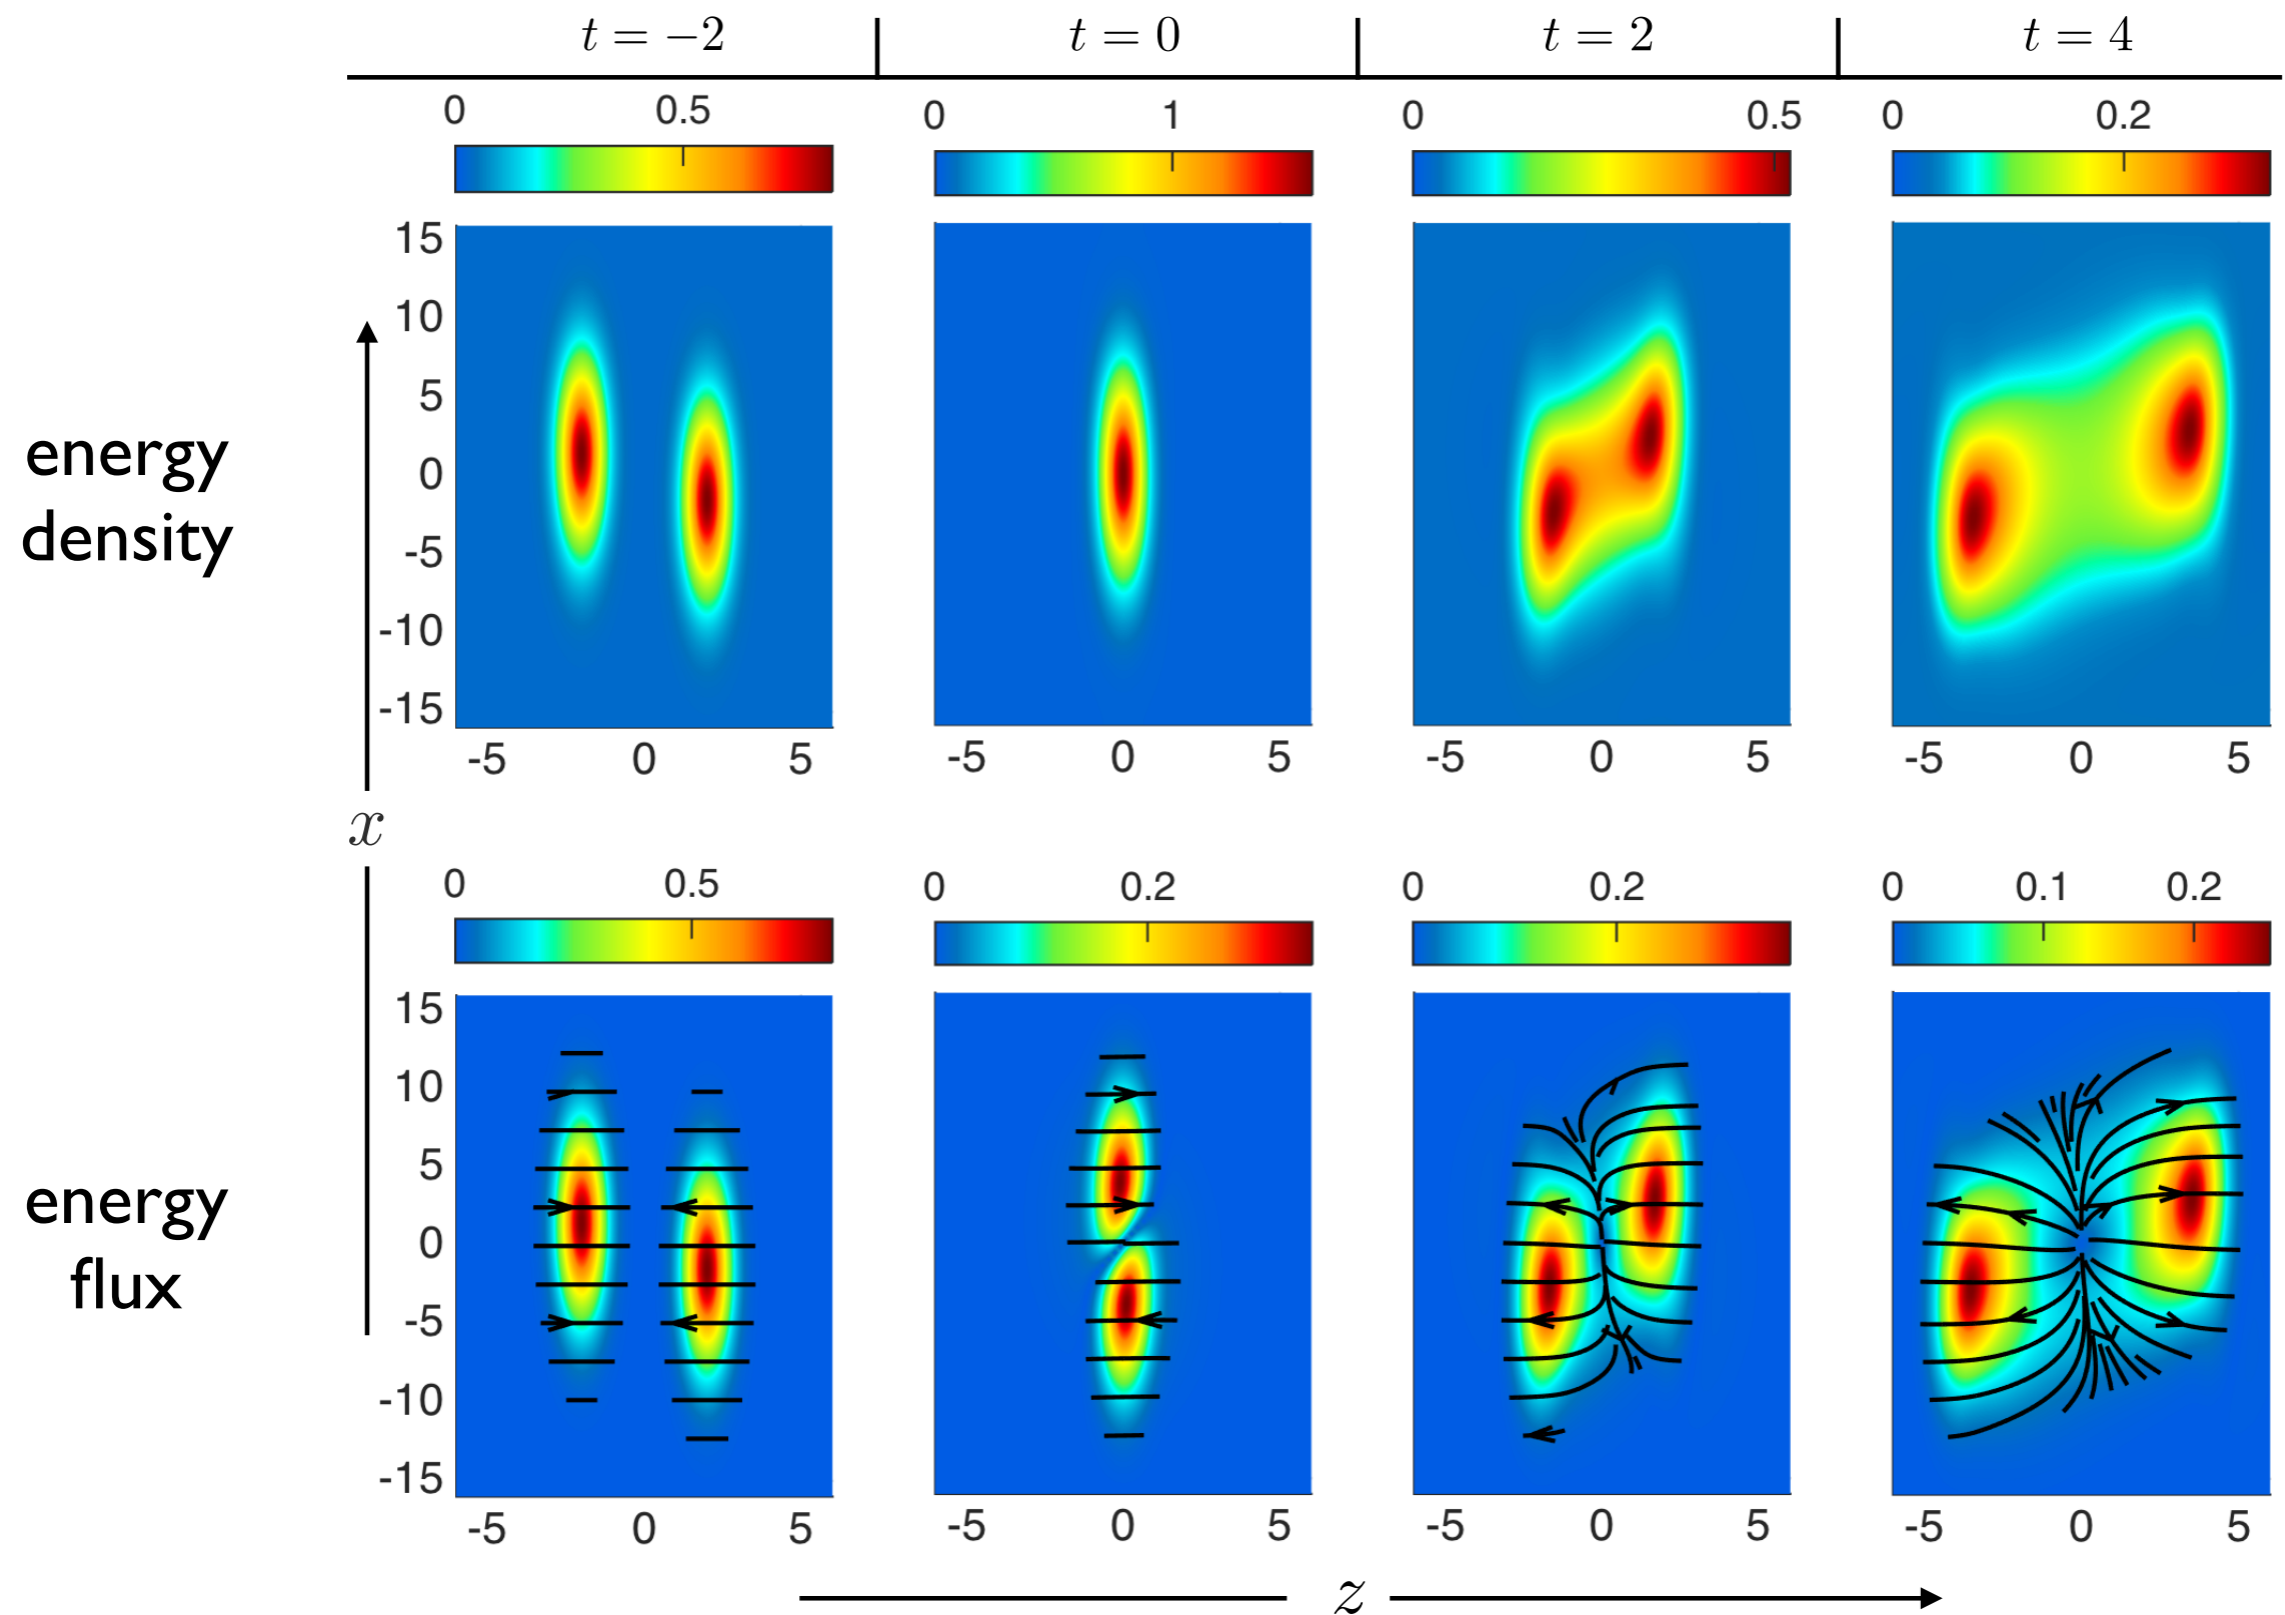 t = −2 t = 0 t = 2 t = 4
0 0.5 0 1 0 0.5 0 0.2
energy
density
15
10
5
0
-5
-10
-15
-5 0 5 -5 0 5 -5 0 5 -5 0 5
x
0 0.5 0 0.2 0 0.2 0 0.1 0.2
energy
flux
15
10
5
0
-5
-10
-15
-5 0 5 -5 0 5 -5 0 5 -5 0 5
z